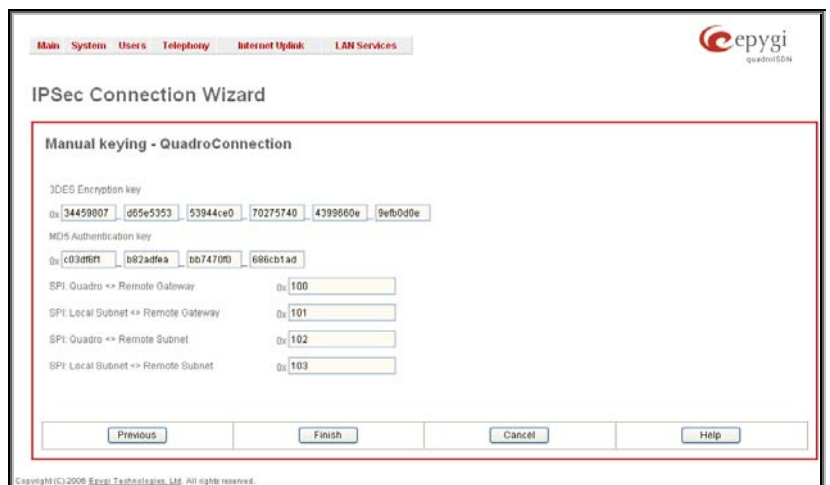 Main System Users Telephony Internet Uplink LAN Services
epygi
quadroISDN
IPSec Connection Wizard
Manual keying - QuadroConnection
3DES Encryption key
0x 34459807 _ d65e5353 _ 53944ce0 _ 70275740 _ 4399660e _ 9efb0d0e
MD5 Authentication key
0x c03df6f1 _ b82adfea _ bb7470f0 _ 686cb1ad
SPI: Quadro <> Remote Gateway 0x 100
SPI: Local Subnet <> Remote Gateway 0x 101
SPI: Quadro <> Remote Subnet 0x 102
SPI: Local Subnet <> Remote Subnet 0x 103
Previous Finish Cancel Help
Copyright (C) 2006 Epygi Technologies, Ltd. All rights reserved.